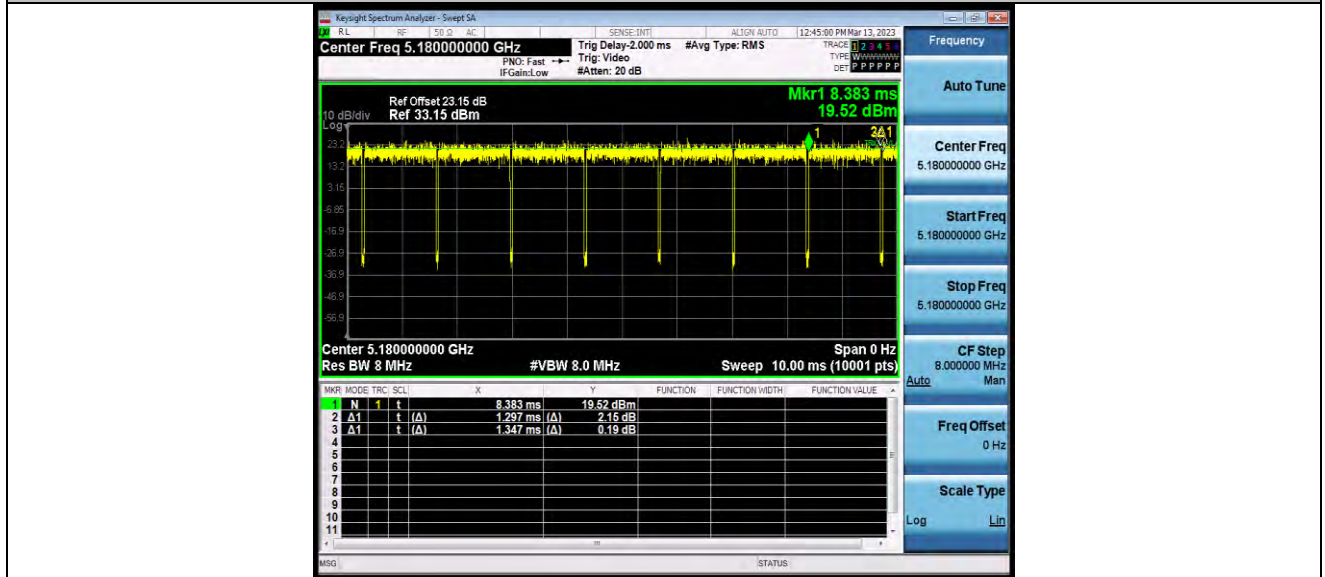 Keysight Spectrum Analyzer - Swept SA
RL RF 50 Ω AC SENSE:INT ALIGN AUTO 12:45:00 PM Mar 13, 2023
Center Freq 5.180000000 GHz Trig Delay-2.000 ms #Avg Type: RMS TRACE 1 2 3 4 5 6
PNO: Fast Trig: Video TYPE W
IFGain:Low #Atten: 20 dB DET P P P P P P
Frequency
Mkr1 8.383 ms
Ref Offset 23.15 dB
10 dB/div Ref 33.15 dBm 19.52 dBm
Log
1 3Δ1
23.2
13.2
3.15
-6.85
-16.9
-26.9
-36.9
-46.9
-56.9
Center 5.180000000 GHz Span 0 Hz
Res BW 8 MHz #VBW 8.0 MHz Sweep 10.00 ms (10001 pts)
MKR MODE TRC SCL X Y FUNCTION FUNCTION WIDTH FUNCTION VALUE
1 N 1 t 8.383 ms 19.52 dBm
2 Δ1 t (Δ) 1.297 ms (Δ) 2.15 dB
3 Δ1 t (Δ) 1.347 ms (Δ) 0.19 dB
4
5
6
7
8
9
10
11
MSG STATUS
Auto Tune
Center Freq
5.180000000 GHz
Start Freq
5.180000000 GHz
Stop Freq
5.180000000 GHz
CF Step
8.000000 MHz
Auto Man
Freq Offset
0 Hz
Scale Type
Log Lin